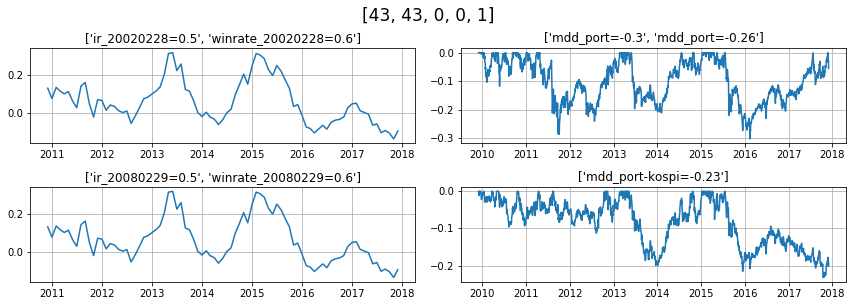 [43, 43, 0, 0, 1]
['ir_20020228=0.5', 'winrate_20020228=0.6']
0.2
0.0
2011 2012 2013 2014 2015 2016 2017 2018
['mdd_port=-0.3', 'mdd_port=-0.26']
0.0
−0.1
−0.2
−0.3
2010 2011 2012 2013 2014 2015 2016 2017 2018
['ir_20080229=0.5', 'winrate_20080229=0.6']
0.2
0.0
2011 2012 2013 2014 2015 2016 2017 2018
['mdd_port-kospi=-0.23']
0.0
−0.1
−0.2
2010 2011 2012 2013 2014 2015 2016 2017 2018